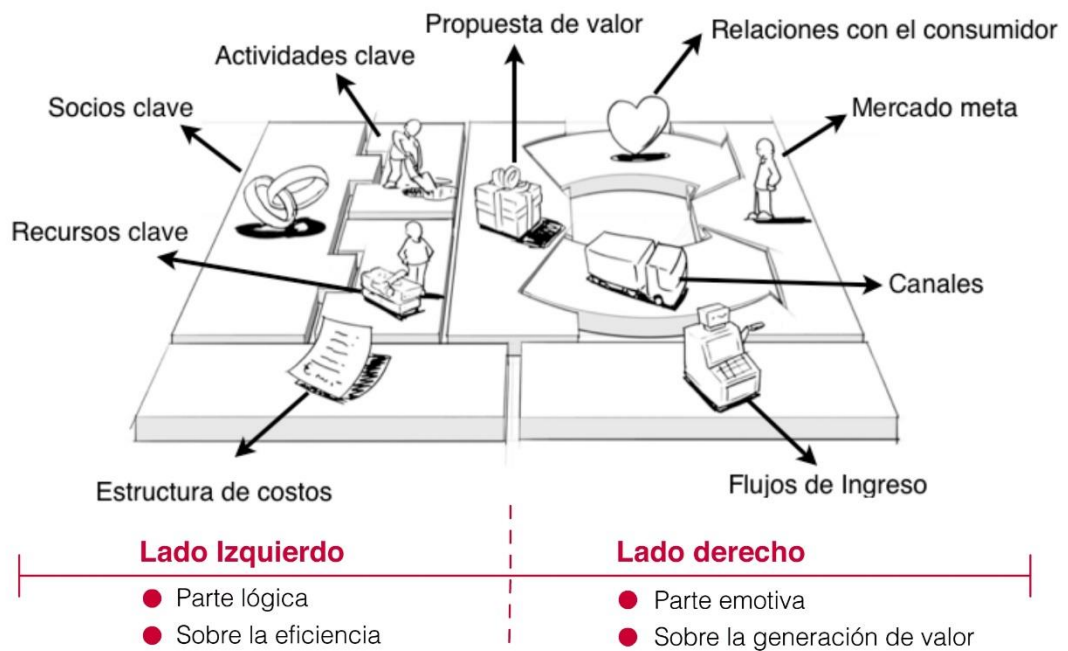 Propuesta de valor
Relaciones con el consumidor
Actividades clave
Socios clave
Mercado meta
Recursos clave
Canales
Estructura de costos
Flujos de Ingreso
Lado Izquierdo
Parte lógica
Sobre la eficiencia
Lado derecho
Parte emotiva
Sobre la generación de valor